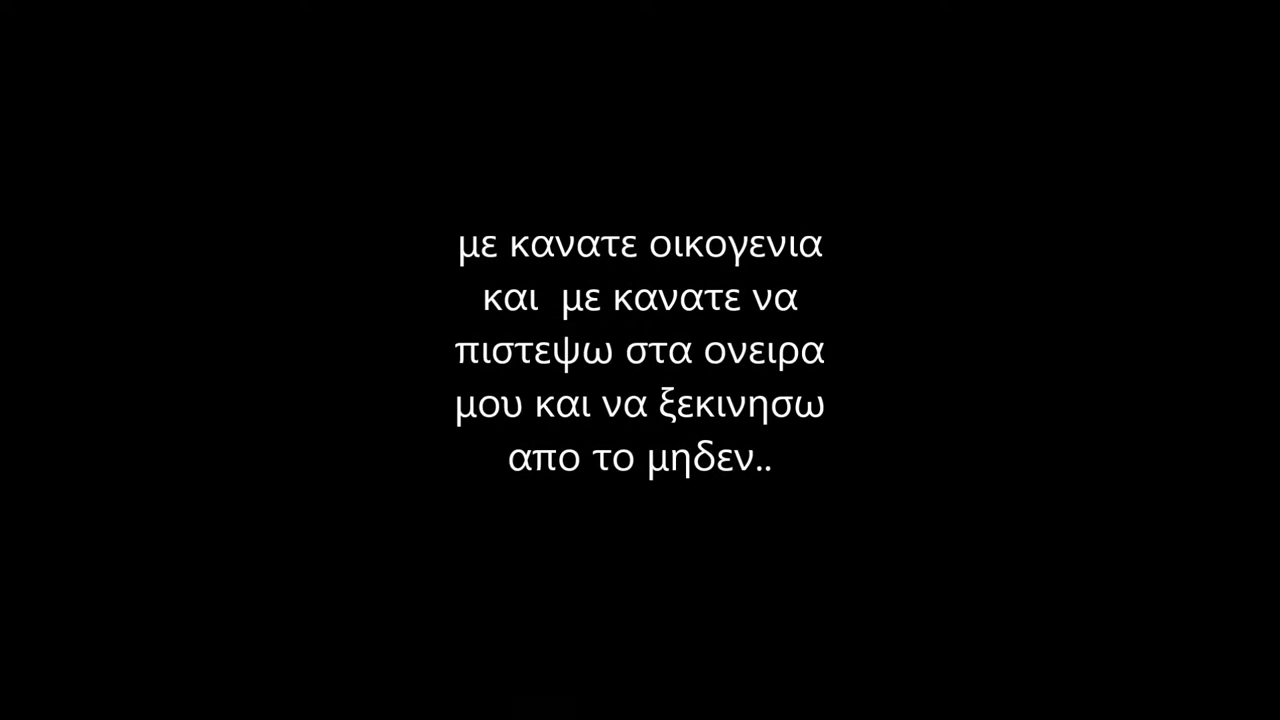 με κανατε οικογενια
και  με κανατε να
πιστεψω στα ονειρα
μου και να ξεκινησω
απο το μηδεν..